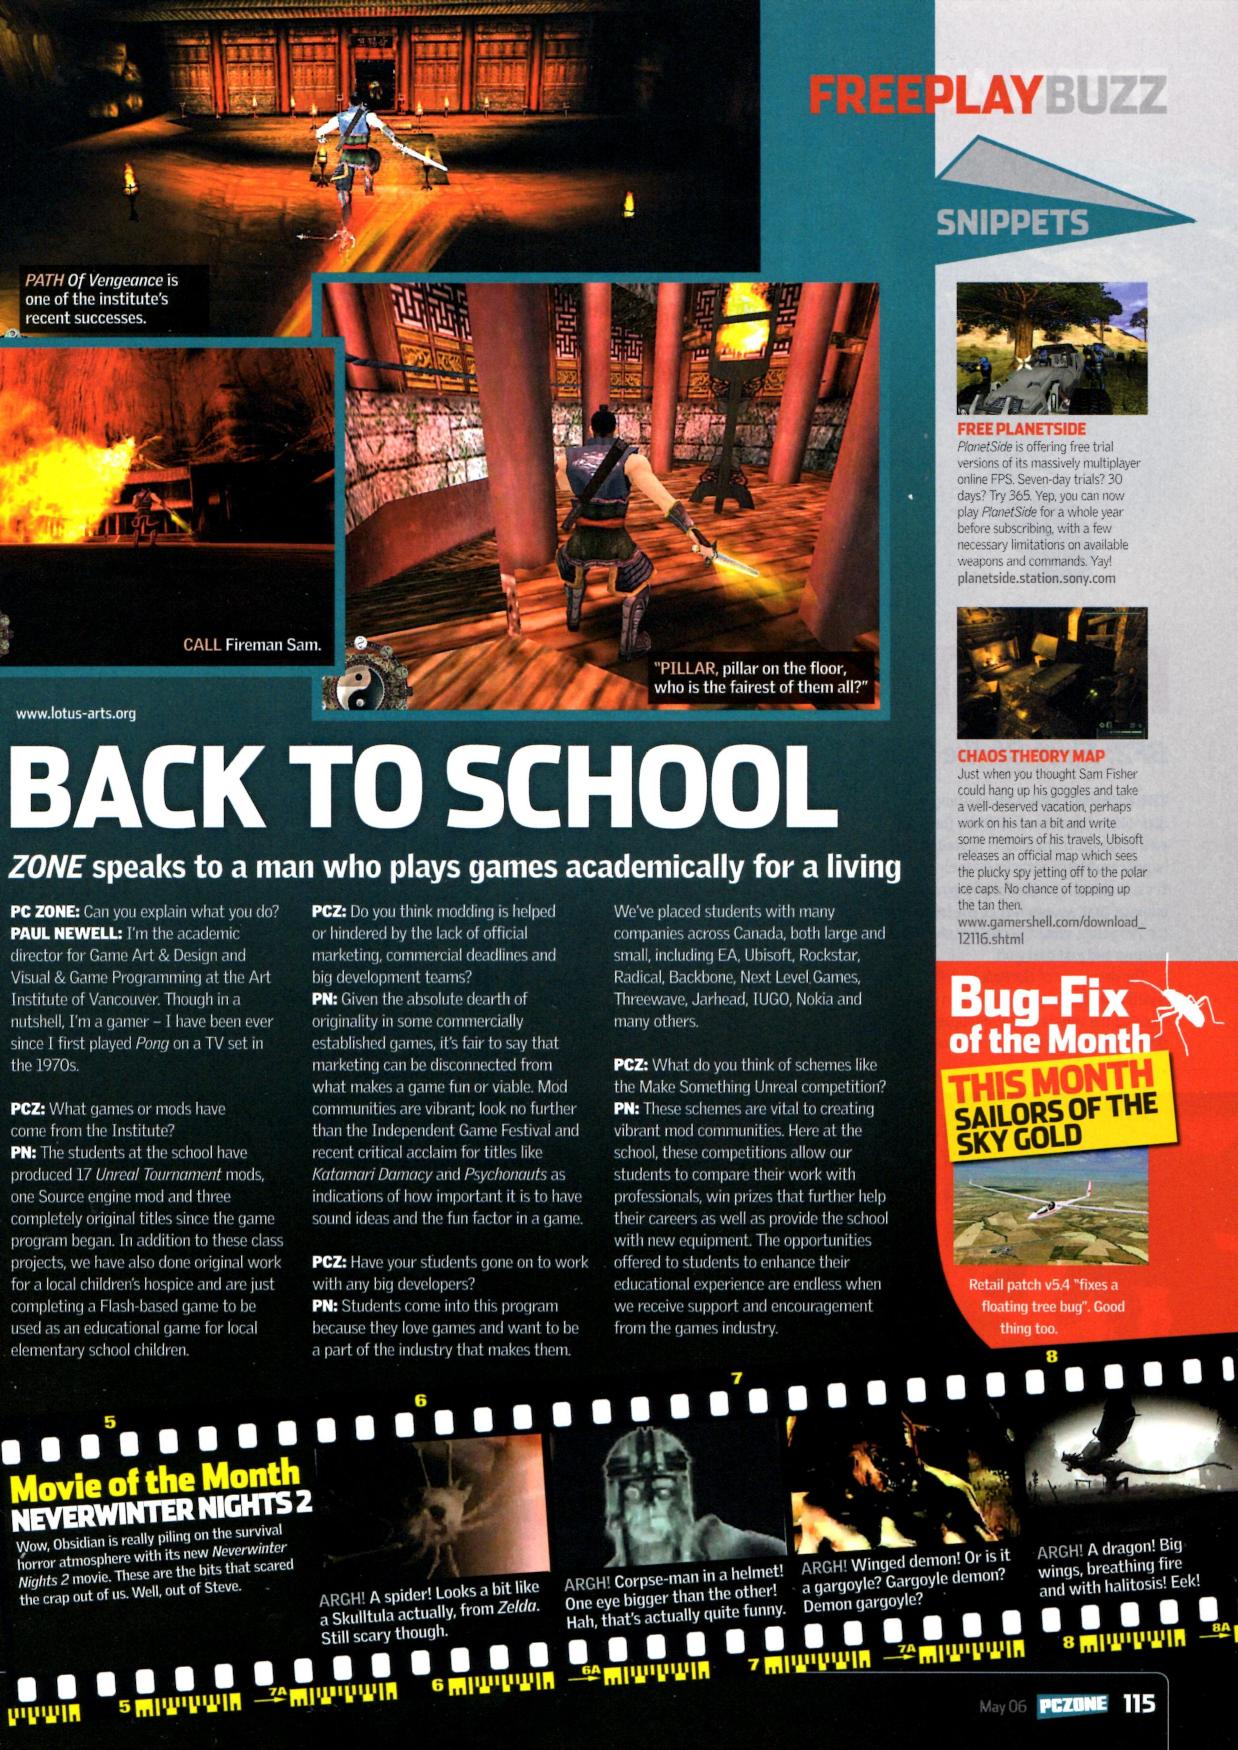 FREEPLAYBUZZ
SNIPPETS
PATH Of Vengeance is
one of the institute's
recent successes.
CALL Fireman Sam.
"PILLAR, pillar on the floor,
who is the fairest of them all?"
www.lotus-arts.org
BACK TO SCHOOL
ZONE speaks to a man who plays games academically for a living
PC ZONE: Can you explain what you do?
PAUL NEWELL: I'm the academic
director for Game Art & Design and
Visual & Game Programming at the Art
Institute of Vancouver. Though in a
nutshell, I'm a gamer – I have been ever
since I first played Pong on a TV set in
the 1970s.
PCZ: What games or mods have
come from the Institute?
PN: The students at the school have
produced 17 Unreal Tournament mods,
one Source engine mod and three
completely original titles since the game
program began. In addition to these class
projects, we have also done original work
for a local children's hospice and are just
completing a Flash-based game to be
used as an educational game for local
elementary school children.
PCZ: Do you think modding is helped
or hindered by the lack of official
marketing, commercial deadlines and
big development teams?
PN: Given the absolute dearth of
originality in some commercially
established games, it's fair to say that
marketing can be disconnected from
what makes a game fun or viable. Mod
communities are vibrant; look no further
than the Independent Game Festival and
recent critical acclaim for titles like
Katamari Damacy and Psychonauts as
indications of how important it is to have
sound ideas and the fun factor in a game.
PCZ: Have your students gone on to work
with any big developers?
PN: Students come into this program
because they love games and want to be
a part of the industry that makes them.
We've placed students with many
companies across Canada, both large and
small, including EA, Ubisoft, Rockstar,
Radical, Backbone, Next Level Games,
Threewave, Jarhead, IUGO, Nokia and
many others.
PCZ: What do you think of schemes like
the Make Something Unreal competition?
PN: These schemes are vital to creating
vibrant mod communities. Here at the
school, these competitions allow our
students to compare their work with
professionals, win prizes that further help
their careers as well as provide the school
with new equipment. The opportunities
offered to students to enhance their
educational experience are endless when
we receive support and encouragement
from the games industry.
FREE PLANETSIDE
PlanetSide is offering free trial
versions of its massively multiplayer
online FPS. Seven-day trials? 30
days? Try 365. Yep, you can now
play PlanetSide for a whole year
before subscribing, with a few
necessary limitations on available
weapons and commands. Yay!
planetside.station.sony.com
CHAOS THEORY MAP
Just when you thought Sam Fisher
could hang up his goggles and take
a well-deserved vacation, perhaps
work on his tan a bit and write
some memoirs of his travels, Ubisoft
releases an official map which sees
the plucky spy jetting off to the polar
ice caps. No chance of topping up
the tan then.
www.gamershell.com/download_
12116.shtml
Bug-Fix
of the Month
THIS MONTH
SAILORS OF THE
SKY GOLD
Retail patch v5.4 "fixes a
floating tree bug". Good
thing too.
5
6
7
8
Movie of the Month
NEVERWINTER NIGHTS 2
Wow, Obsidian is really piling on the survival
horror atmosphere with its new Neverwinter
Nights 2 movie. These are the bits that scared
the crap out of us. Well, out of Steve.
ARGH! A spider! Looks a bit like
a Skulltula actually, from Zelda.
Still scary though.
ARGH! Corpse-man in a helmet!
One eye bigger than the other!
Hah, that's actually quite funny.
ARGH! Winged demon! Or is it
a gargoyle? Gargoyle demon?
Demon gargoyle?
ARGH! A dragon! Big
wings, breathing fire
and with halitosis! Eek!
5
7A
6
6A
7
7A
8
8A
May 06 PCZONE 115